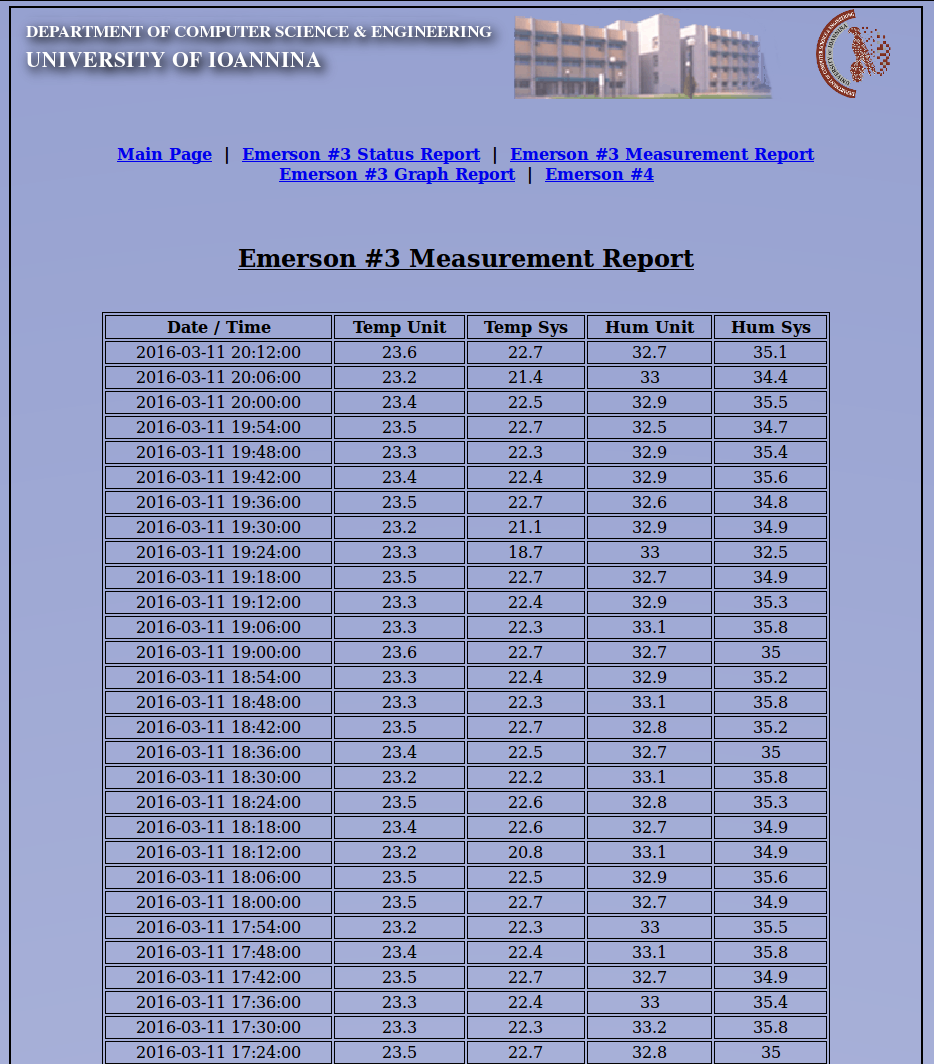 DEPARTMENT OF COMPUTER SCIENCE & ENGINEERING
UNIVERSITY OF IOANNINA
Main Page | Emerson #3 Status Report | Emerson #3 Measurement Report
Emerson #3 Graph Report | Emerson #4
Emerson #3 Measurement Report
Date / Time Temp Unit Temp Sys Hum Unit Hum Sys
2016-03-11 20:12:00 23.6 22.7 32.7 35.1
2016-03-11 20:06:00 23.2 21.4 33 34.4
2016-03-11 20:00:00 23.4 22.5 32.9 35.5
2016-03-11 19:54:00 23.5 22.7 32.5 34.7
2016-03-11 19:48:00 23.3 22.3 32.9 35.4
2016-03-11 19:42:00 23.4 22.4 32.9 35.6
2016-03-11 19:36:00 23.5 22.7 32.6 34.8
2016-03-11 19:30:00 23.2 21.1 32.9 34.9
2016-03-11 19:24:00 23.3 18.7 33 32.5
2016-03-11 19:18:00 23.5 22.7 32.7 34.9
2016-03-11 19:12:00 23.3 22.4 32.9 35.3
2016-03-11 19:06:00 23.3 22.3 33.1 35.8
2016-03-11 19:00:00 23.6 22.7 32.7 35
2016-03-11 18:54:00 23.3 22.4 32.9 35.2
2016-03-11 18:48:00 23.3 22.3 33.1 35.8
2016-03-11 18:42:00 23.5 22.7 32.8 35.2
2016-03-11 18:36:00 23.4 22.5 32.7 35
2016-03-11 18:30:00 23.2 22.2 33.1 35.8
2016-03-11 18:24:00 23.5 22.6 32.8 35.3
2016-03-11 18:18:00 23.4 22.6 32.7 34.9
2016-03-11 18:12:00 23.2 20.8 33.1 34.9
2016-03-11 18:06:00 23.5 22.5 32.9 35.6
2016-03-11 18:00:00 23.5 22.7 32.7 34.9
2016-03-11 17:54:00 23.2 22.3 33 35.5
2016-03-11 17:48:00 23.4 22.4 33.1 35.8
2016-03-11 17:42:00 23.5 22.7 32.7 34.9
2016-03-11 17:36:00 23.3 22.4 33 35.4
2016-03-11 17:30:00 23.3 22.3 33.2 35.8
2016-03-11 17:24:00 23.5 22.7 32.8 35